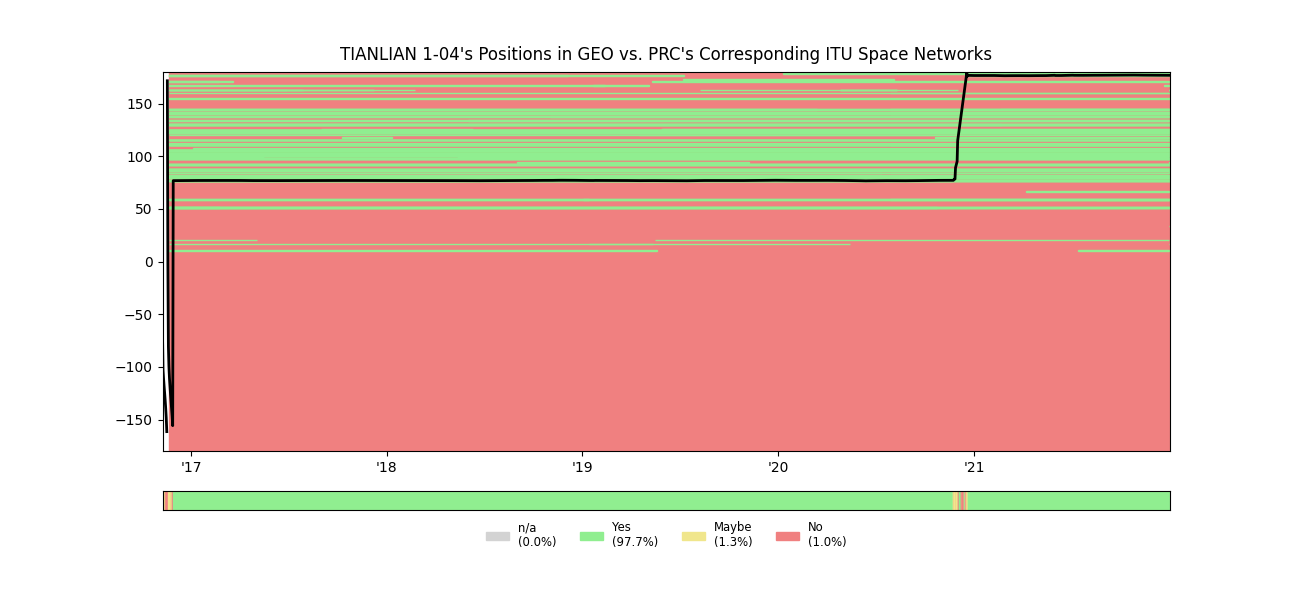 TIANLIAN 1-04's Positions in GEO vs. PRC's Corresponding ITU Space Networks
150
100
50
0
−50
−100
−150
'17 '18 '19 '20 '21
n/a Yes Maybe No
(0.0%) (97.7%) (1.3%) (1.0%)